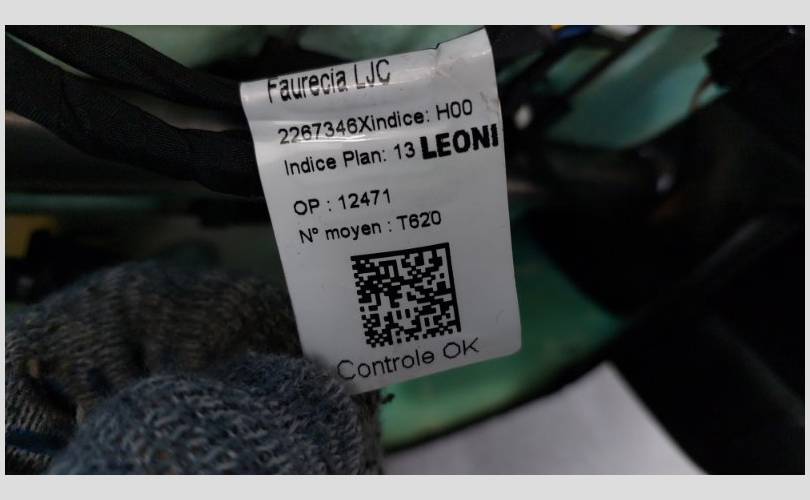 Faurecia LJC
2267346Xindice: H00
Indice Plan: 13 LEONI
OP : 12471
N° moyen : T620
Controle OK